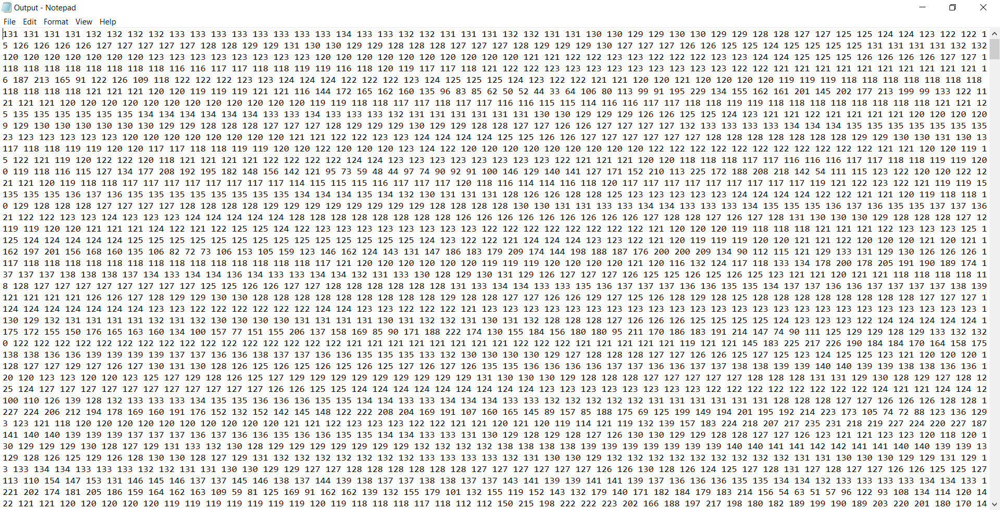 Output - Notepad
File Edit Format View Help
131 131 131 131 132 132 132 132 133 133 133 133 133 133 133 133 134 133 133 132 132 131 131 131 132 132 131 131 130 130 129 129 130 130 129 129 128 128 127 127 125 125 124 124 123 122 122 1
5 126 126 126 126 127 127 127 127 127 128 128 129 129 131 130 130 129 129 128 128 128 127 127 127 128 129 129 129 130 127 127 127 126 126 125 125 124 125 125 125 125 131 131 131 131 132 132
120 120 120 120 120 120 120 123 123 123 123 123 123 123 123 120 120 120 120 120 120 120 120 120 120 121 121 122 122 123 123 122 122 122 123 123 124 124 125 125 125 126 126 126 126 127 127 1
118 118 118 118 118 118 118 118 116 116 117 117 118 118 119 119 116 118 120 119 117 117 118 121 122 122 123 123 123 123 123 123 123 123 123 122 122 121 121 121 121 121 121 121 121 121 121 1
6 187 213 165 91 122 126 109 118 122 122 122 123 123 124 124 124 122 122 122 123 124 125 125 125 124 123 122 122 121 121 120 120 121 120 120 120 120 119 119 119 118 118 118 118 118 118 118
118 118 118 118 121 121 121 120 120 119 119 119 121 121 116 144 172 165 162 160 135 96 83 85 62 50 52 44 33 64 106 80 113 99 91 195 229 134 155 162 161 201 145 202 177 213 199 99 133 122 11
21 121 121 120 120 120 120 120 120 120 120 120 120 120 120 119 119 118 118 117 117 118 117 117 116 116 115 115 114 116 116 117 117 118 118 119 119 118 118 118 118 118 118 118 118 121 121 12
5 135 135 135 135 135 135 134 134 134 134 134 134 133 133 134 133 133 133 132 131 131 131 131 131 131 130 130 129 129 129 126 126 125 125 124 123 121 121 122 121 121 121 121 120 120 120 120
9 129 130 130 130 130 130 130 129 129 128 128 128 127 127 127 128 129 129 129 130 129 129 128 128 127 127 126 126 127 127 127 127 132 133 133 133 133 134 134 134 135 135 135 135 135 135 135
23 123 123 123 123 123 120 120 120 120 120 120 120 120 121 121 122 122 123 123 124 124 124 124 125 125 126 126 127 127 127 127 127 127 128 128 128 128 128 128 128 129 129 130 130 131 130 13
117 118 118 119 119 120 120 117 117 118 118 119 119 120 120 122 120 120 120 123 124 122 120 120 120 120 120 120 120 120 120 122 122 122 122 122 122 122 122 122 122 122 121 121 120 120 119 1
5 122 121 119 120 122 122 120 118 121 121 121 121 122 122 122 122 124 124 123 123 123 123 123 123 123 123 122 121 121 121 120 120 118 118 118 117 117 116 116 116 117 117 118 118 119 119 120
0 119 118 116 115 127 134 177 208 192 195 182 148 156 142 121 95 73 59 48 44 97 74 90 92 91 100 146 129 140 141 127 171 152 210 113 225 172 188 208 218 142 54 111 115 123 122 120 120 122 12
21 121 120 119 118 118 117 117 117 117 117 117 117 117 114 115 115 115 116 117 117 117 120 118 116 114 114 116 118 120 117 117 117 117 117 117 117 117 117 119 121 122 123 122 121 119 119 15
135 135 135 136 137 136 135 135 135 135 135 135 135 135 134 134 134 135 134 132 130 131 131 131 128 126 126 128 128 125 123 123 123 123 123 124 124 124 124 122 122 121 121 120 119 118 118 1
0 129 128 128 128 127 127 127 127 128 128 128 128 129 129 129 129 129 129 129 129 128 128 128 128 130 130 131 131 133 133 134 134 133 133 133 134 135 135 135 136 137 136 135 135 137 137 136
21 122 122 123 123 124 123 123 123 124 124 124 124 124 128 128 128 128 128 128 128 128 126 126 126 126 126 126 126 126 126 127 128 128 127 126 127 128 131 130 130 130 129 128 128 128 127 12
119 119 120 120 121 121 121 124 122 121 122 125 125 124 122 123 123 123 123 123 123 123 123 122 122 122 122 122 122 122 122 121 120 120 120 119 118 118 118 121 121 121 122 123 123 123 125 1
125 124 124 124 124 124 125 125 125 125 125 125 125 125 125 125 125 125 125 125 124 123 122 122 121 124 124 124 123 123 122 121 120 119 119 119 120 120 121 121 122 120 120 120 121 120 121 1
162 197 201 156 168 160 135 106 82 72 73 106 153 105 159 123 146 162 124 143 131 147 186 183 179 209 174 144 198 188 187 176 200 200 209 134 90 112 115 121 129 133 131 129 130 126 126 126 1
117 118 118 118 118 118 118 118 118 118 118 118 118 118 118 117 121 120 120 120 120 120 120 119 119 119 120 120 120 120 121 120 116 132 124 117 118 133 134 178 200 178 205 191 190 189 174 1
37 137 137 138 138 138 137 134 133 134 134 136 134 133 133 134 134 132 131 133 130 128 129 130 131 129 126 127 127 127 126 125 125 126 125 126 125 123 121 121 120 121 121 118 118 118 118 11
8 128 127 127 127 127 127 127 127 127 125 125 126 126 127 127 128 128 128 128 128 128 131 133 134 134 133 133 135 136 137 137 137 136 136 135 135 134 137 137 136 136 137 137 137 137 138 139
121 121 121 121 126 126 127 128 129 129 130 130 128 128 128 128 128 128 128 128 128 129 128 128 127 127 126 126 129 127 125 126 128 129 128 125 128 128 128 128 128 128 128 128 127 127 127 1
124 124 124 124 124 124 124 123 123 122 122 122 122 122 122 124 124 123 123 122 122 122 121 123 123 123 123 123 123 123 123 123 123 123 123 123 123 123 123 123 123 123 123 123 123 123 123 1
130 129 132 131 131 131 131 132 131 132 130 130 130 130 131 131 131 131 130 131 132 132 131 130 131 132 128 128 128 127 126 126 126 125 125 125 125 124 123 123 123 122 124 124 124 124 124 1
175 172 155 150 176 165 163 160 134 100 157 77 151 155 206 137 158 169 85 90 171 188 222 174 130 155 184 156 180 180 95 211 170 186 183 191 214 147 74 90 111 125 129 129 128 129 133 132 132
0 122 122 122 122 122 122 122 122 122 122 122 122 122 122 122 122 121 121 121 121 121 121 121 121 122 122 122 121 121 121 121 121 119 121 121 145 183 225 217 226 190 184 184 170 164 158 175
138 138 136 136 139 139 139 139 137 137 136 136 138 137 137 136 136 135 135 135 133 132 130 130 130 130 129 127 128 128 128 127 127 126 126 125 127 125 123 124 125 125 123 121 120 120 120 1
128 127 127 129 127 126 127 130 131 130 128 126 125 126 125 126 125 126 125 127 126 127 126 135 135 136 136 136 136 137 137 136 136 137 137 138 138 139 139 140 140 139 139 138 138 136 136 1
20 120 123 123 120 120 123 125 127 129 128 126 125 127 129 129 129 129 129 129 129 129 129 131 130 130 130 129 128 128 128 127 127 127 127 127 128 128 128 131 131 129 130 128 129 127 128 12
25 124 127 127 127 127 127 127 127 127 127 127 127 126 126 125 125 124 124 124 124 124 124 124 124 124 123 123 123 123 123 123 123 123 122 122 122 122 122 122 122 122 124 121 121 124 124 12
100 110 126 139 128 132 133 133 133 134 135 135 136 136 136 135 135 134 134 133 133 134 134 134 133 133 132 132 132 132 132 131 131 131 131 131 131 128 128 128 127 127 126 126 126 128 128 1
227 224 206 212 194 178 169 160 191 176 152 132 152 142 145 148 122 222 208 204 169 191 107 160 165 145 89 157 85 188 175 69 125 199 149 194 201 195 192 214 223 173 105 74 72 88 123 136 129
3 123 121 118 120 120 120 120 120 120 120 120 120 120 121 121 122 123 123 123 122 122 121 121 120 121 120 119 114 121 119 132 139 157 183 224 218 207 217 235 231 218 219 227 224 220 227 187
141 140 140 139 139 139 137 137 137 136 137 136 136 135 136 136 135 135 134 134 133 133 131 130 129 128 129 128 127 126 130 130 129 129 128 128 127 127 126 123 121 121 123 123 120 118 120 1
30 129 129 129 130 128 127 129 131 133 132 130 128 129 129 129 129 129 129 129 132 132 132 132 138 138 138 138 139 139 139 139 139 139 139 140 140 141 141 142 142 141 141 140 140 139 139 13
129 128 126 125 129 126 128 130 130 128 127 129 131 132 132 132 132 132 132 132 133 133 133 133 132 131 130 130 129 132 132 132 132 132 132 132 132 132 131 131 130 130 130 129 129 131 129 1
3 133 134 134 133 133 133 132 132 131 131 130 130 129 129 127 127 128 128 128 128 128 128 127 127 127 127 127 127 126 126 130 128 126 124 125 127 128 131 127 128 127 127 126 126 125 125 127
113 110 154 147 153 131 146 145 146 137 137 145 146 138 137 144 139 138 137 137 138 138 137 137 143 141 139 139 141 141 139 137 136 136 136 135 135 134 134 132 133 133 133 133 134 134 133 1
221 202 174 181 205 186 159 164 162 163 109 59 81 125 169 91 162 162 139 132 155 179 101 132 155 119 152 143 132 179 140 171 182 184 179 183 214 156 54 63 51 57 96 122 93 108 134 114 120 14
22 121 121 120 120 120 120 120 119 119 119 119 119 119 119 120 119 118 118 118 117 118 112 112 150 215 198 222 222 223 202 166 188 197 217 198 180 182 189 199 190 189 203 220 201 180 170 14